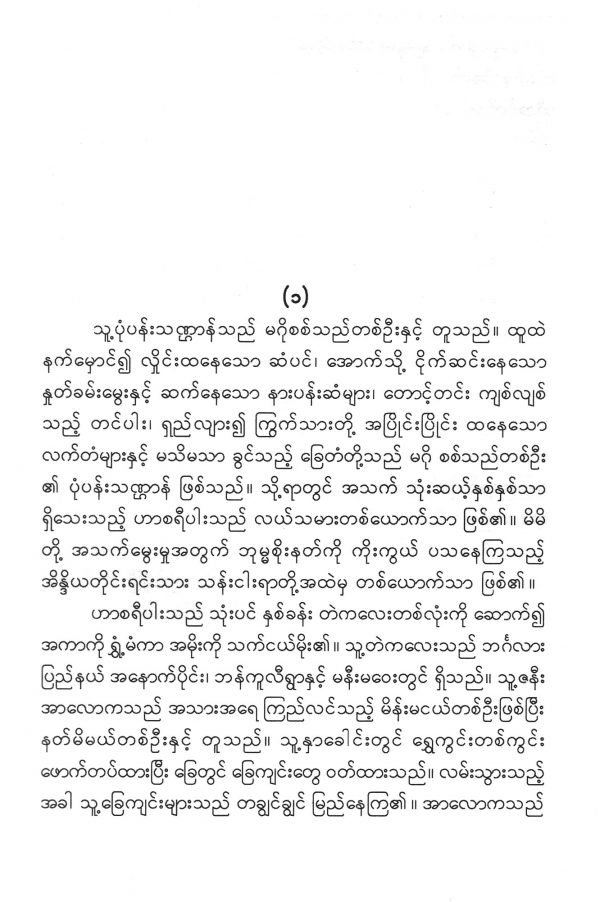 (၁)
သူ့ပုံပန်းသဏ္ဌာန်သည် မဂိုစစ်သည်တစ်ဦးနှင့် တူသည်။ ထူထဲ
နက်မှောင်၍ လှိုင်းထနေသော ဆံပင်၊ အောက်သို့ ငိုက်ဆင်းနေသော
နှုတ်ခမ်းမွေးနှင့် ဆက်နေသော နားပန်းဆံများ၊ တောင့်တင်း ကျစ်လျစ်
သည့် တင်ပါး၊ ရှည်လျား၍ ကြွက်သားတို့ အပြိုင်းပြိုင်း ထနေသော
လက်တံများနှင့် မသိမသာ ခွင်သည့် ခြေတံတို့သည် မဂို စစ်သည်တစ်ဦး
၏ ပုံပန်းသဏ္ဌာန် ဖြစ်သည်။ သို့ရာတွင် အသက် သုံးဆယ့်နှစ်နှစ်သာ
ရှိသေးသည့် ဟာစရီပါးသည် လယ်သမားတစ်ယောက်သာ ဖြစ်၏။ မိမိ
တို့ အသက်မွေးမှုအတွက် ဘုမ္မစိုးနတ်ကို ကိုးကွယ် ပသနေကြသည့်
အိန္ဒိယတိုင်းရင်းသား သန်းငါးရာတို့အထဲမှ တစ်ယောက်သာ ဖြစ်၏။
ဟာစရီပါးသည် သုံးပင် နှစ်ခန်း တဲကလေးတစ်လုံးကို ဆောက်၍
အကာကို ရွှံ့မံကာ အမိုးကို သက်ငယ်မိုး၏။ သူ့တဲကလေးသည် ဘင်္ဂလား
ပြည်နယ် အနောက်ပိုင်း၊ ဘန်ကူလီရွာနှင့် မနီးမဝေးတွင် ရှိသည်။ သူ့ဇနီး
အာလောကသည် အသားအရေ ကြည်လင်သည့် မိန်းမငယ်တစ်ဦးဖြစ်ပြီး
နတ်မိမယ်တစ်ဦးနှင့် တူသည်။ သူ့နှာခေါင်းတွင် ရွှေကွင်းတစ်ကွင်း
ဖောက်တပ်ထားပြီး ခြေတွင် ခြေကျင်းတွေ ဝတ်ထားသည်။ လမ်းသွားသည့်
အခါ သူ့ခြေကျင်းများသည် တချွင်ချွင် မြည်နေကြ၏။ အာလောကသည်